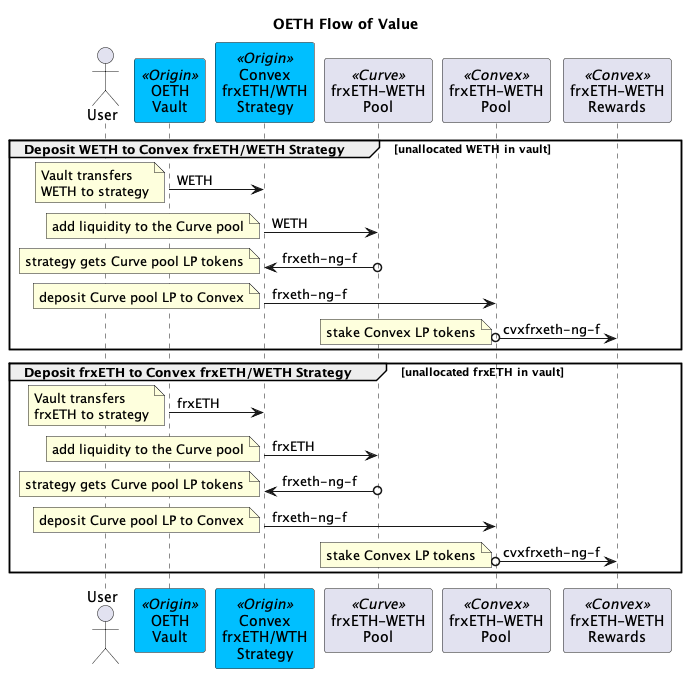 OETH Flow of Value
User
«Origin»
OETH
Vault
«Origin»
Convex
frxETH/WTH
Strategy
«Curve»
frxETH-WETH
Pool
«Convex»
frxETH-WETH
Pool
«Convex»
frxETH-WETH
Rewards
Deposit WETH to Convex frxETH/WETH Strategy
[unallocated WETH in vault]
Vault transfers
WETH to strategy
WETH
add liquidity to the Curve pool
WETH
strategy gets Curve pool LP tokens
frxeth-ng-f
deposit Curve pool LP to Convex
frxeth-ng-f
stake Convex LP tokens
cvxfrxeth-ng-f
Deposit frxETH to Convex frxETH/WETH Strategy
[unallocated frxETH in vault]
Vault transfers
frxETH to strategy
frxETH
add liquidity to the Curve pool
frxETH
strategy gets Curve pool LP tokens
frxeth-ng-f
deposit Curve pool LP to Convex
frxeth-ng-f
stake Convex LP tokens
cvxfrxeth-ng-f
User
«Origin»
OETH
Vault
«Origin»
Convex
frxETH/WTH
Strategy
«Curve»
frxETH-WETH
Pool
«Convex»
frxETH-WETH
Pool
«Convex»
frxETH-WETH
Rewards